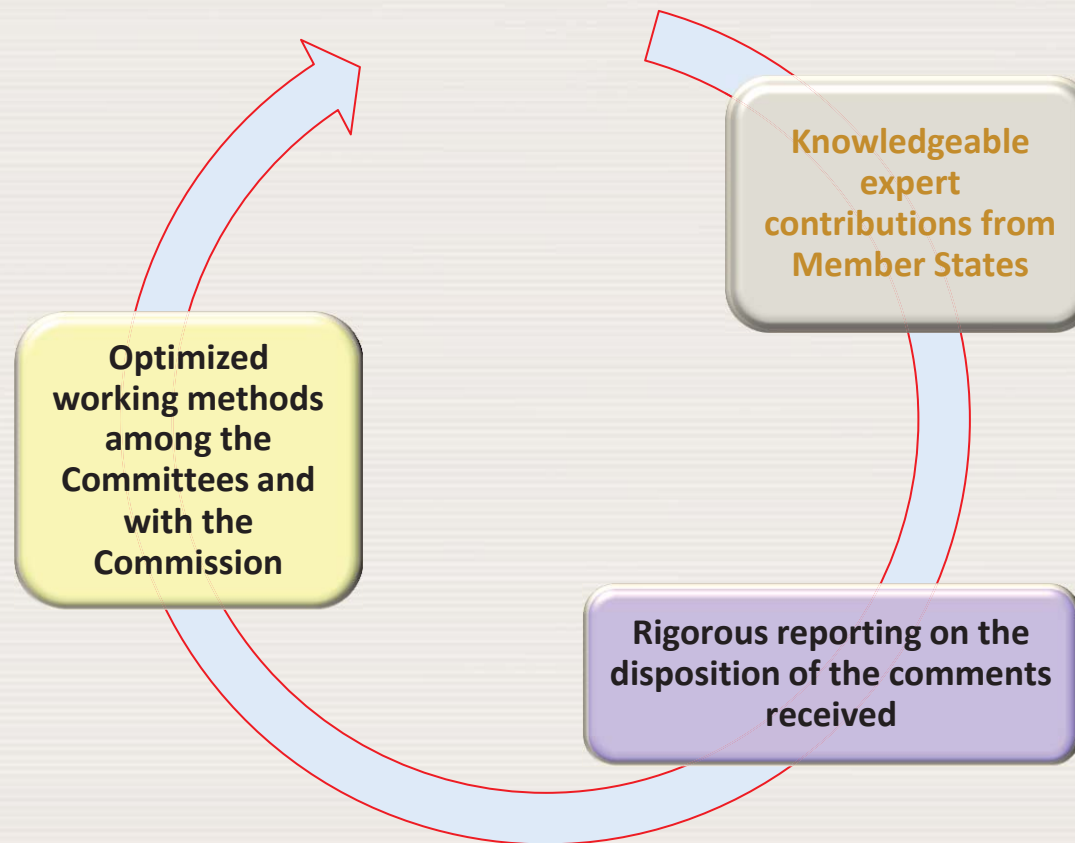 Knowledgeable
expert
contributions from
Member States
Rigorous reporting on the
disposition of the comments
received
Optimized
working methods
among the
Committees and
with the
Commission